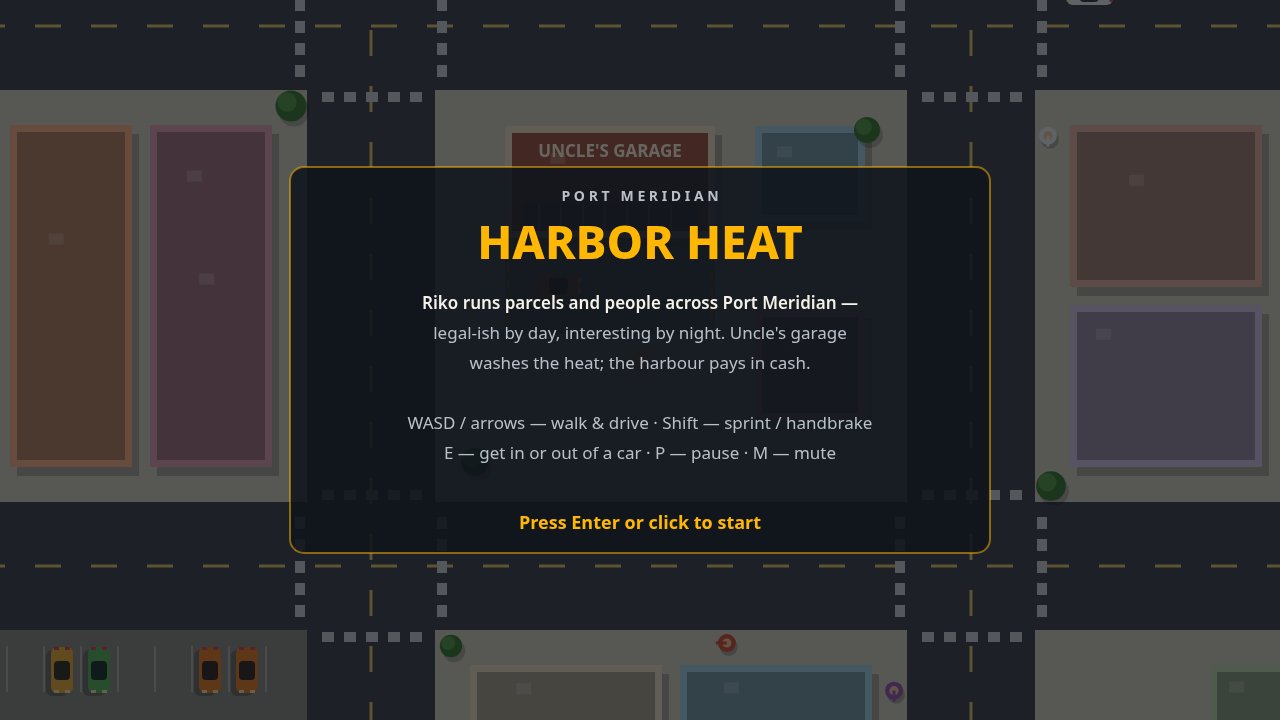 UNCLE'S GARAGE
PORT MERIDIAN
HARBOR HEAT
Riko runs parcels and people across Port Meridian —
legal-ish by day, interesting by night. Uncle's garage
washes the heat; the harbour pays in cash.
WASD / arrows — walk & drive · Shift — sprint / handbrake
E — get in or out of a car · P — pause · M — mute
Press Enter or click to start